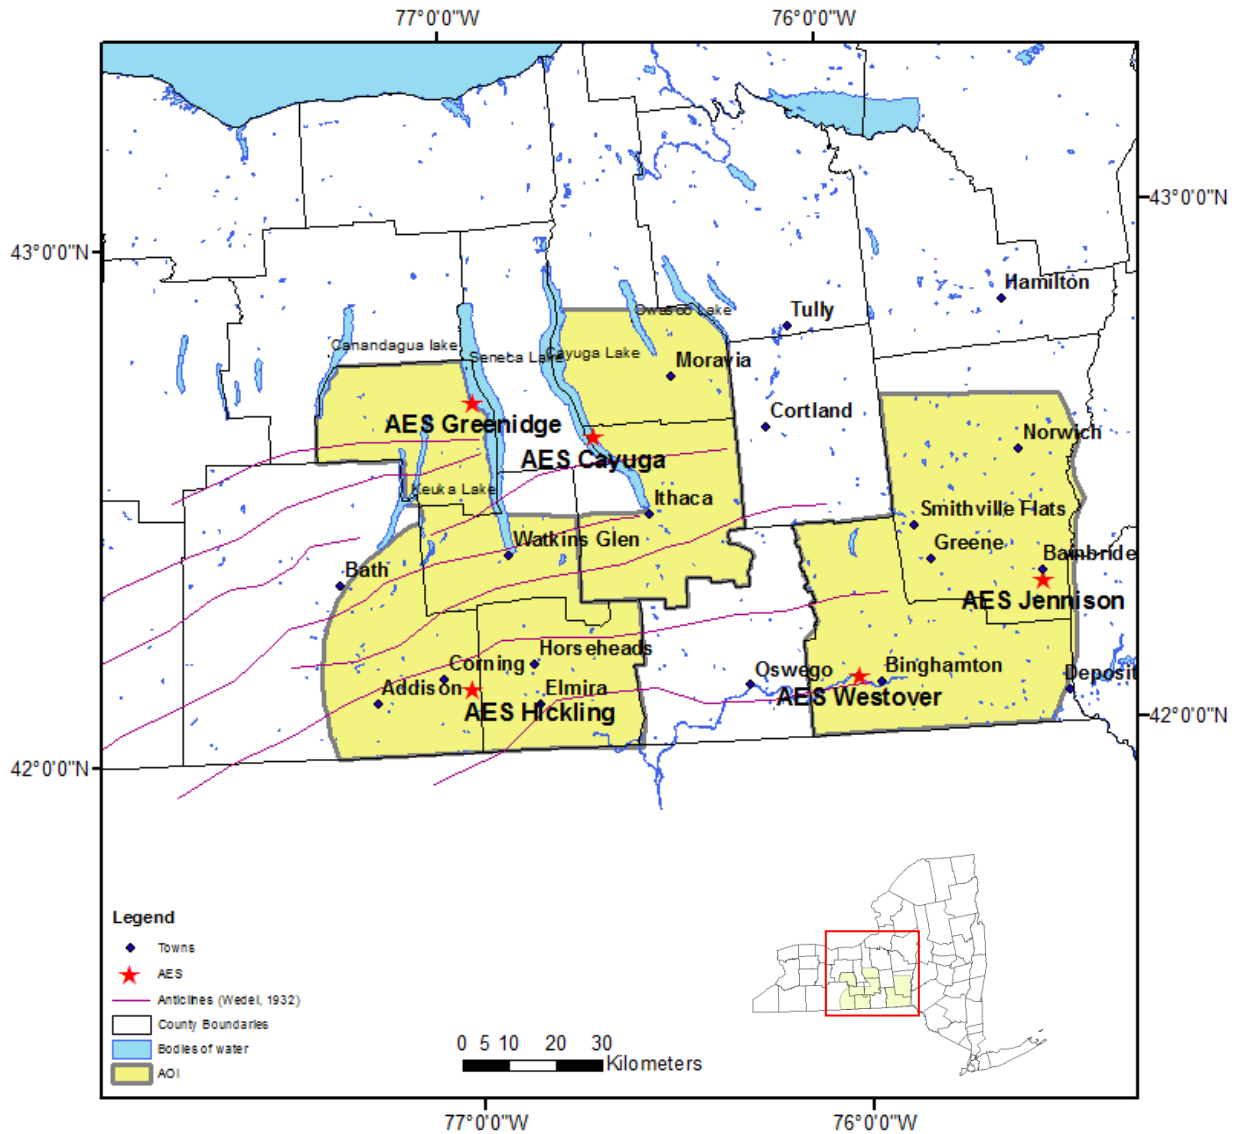 77°0'0"W
76°0'0"W
43°0'0"N
43°0'0"N
Hamilton
Tully
Owasco Lake
Canandagua lake
Seneca Lake
Cayuga Lake
Moravia
AES Greenidge
Cortland
Norwich
AES Cayuga
Keuka Lake
Ithaca
Smithville Flats
Watkins Glen
Greene
Bainbride
Bath
AES Jennison
Horseheads
Corning
Oswego
Binghamton
Deposit
Addison
Elmira
AES Westover
AES Hickling
42°0'0"N
42°0'0"N
Legend
Towns
AES
Anticlines (Wedel, 1932)
County Boundaries
Bodies of water
AOI
0 5 10 20 30
Kilometers
77°0'0"W
76°0'0"W